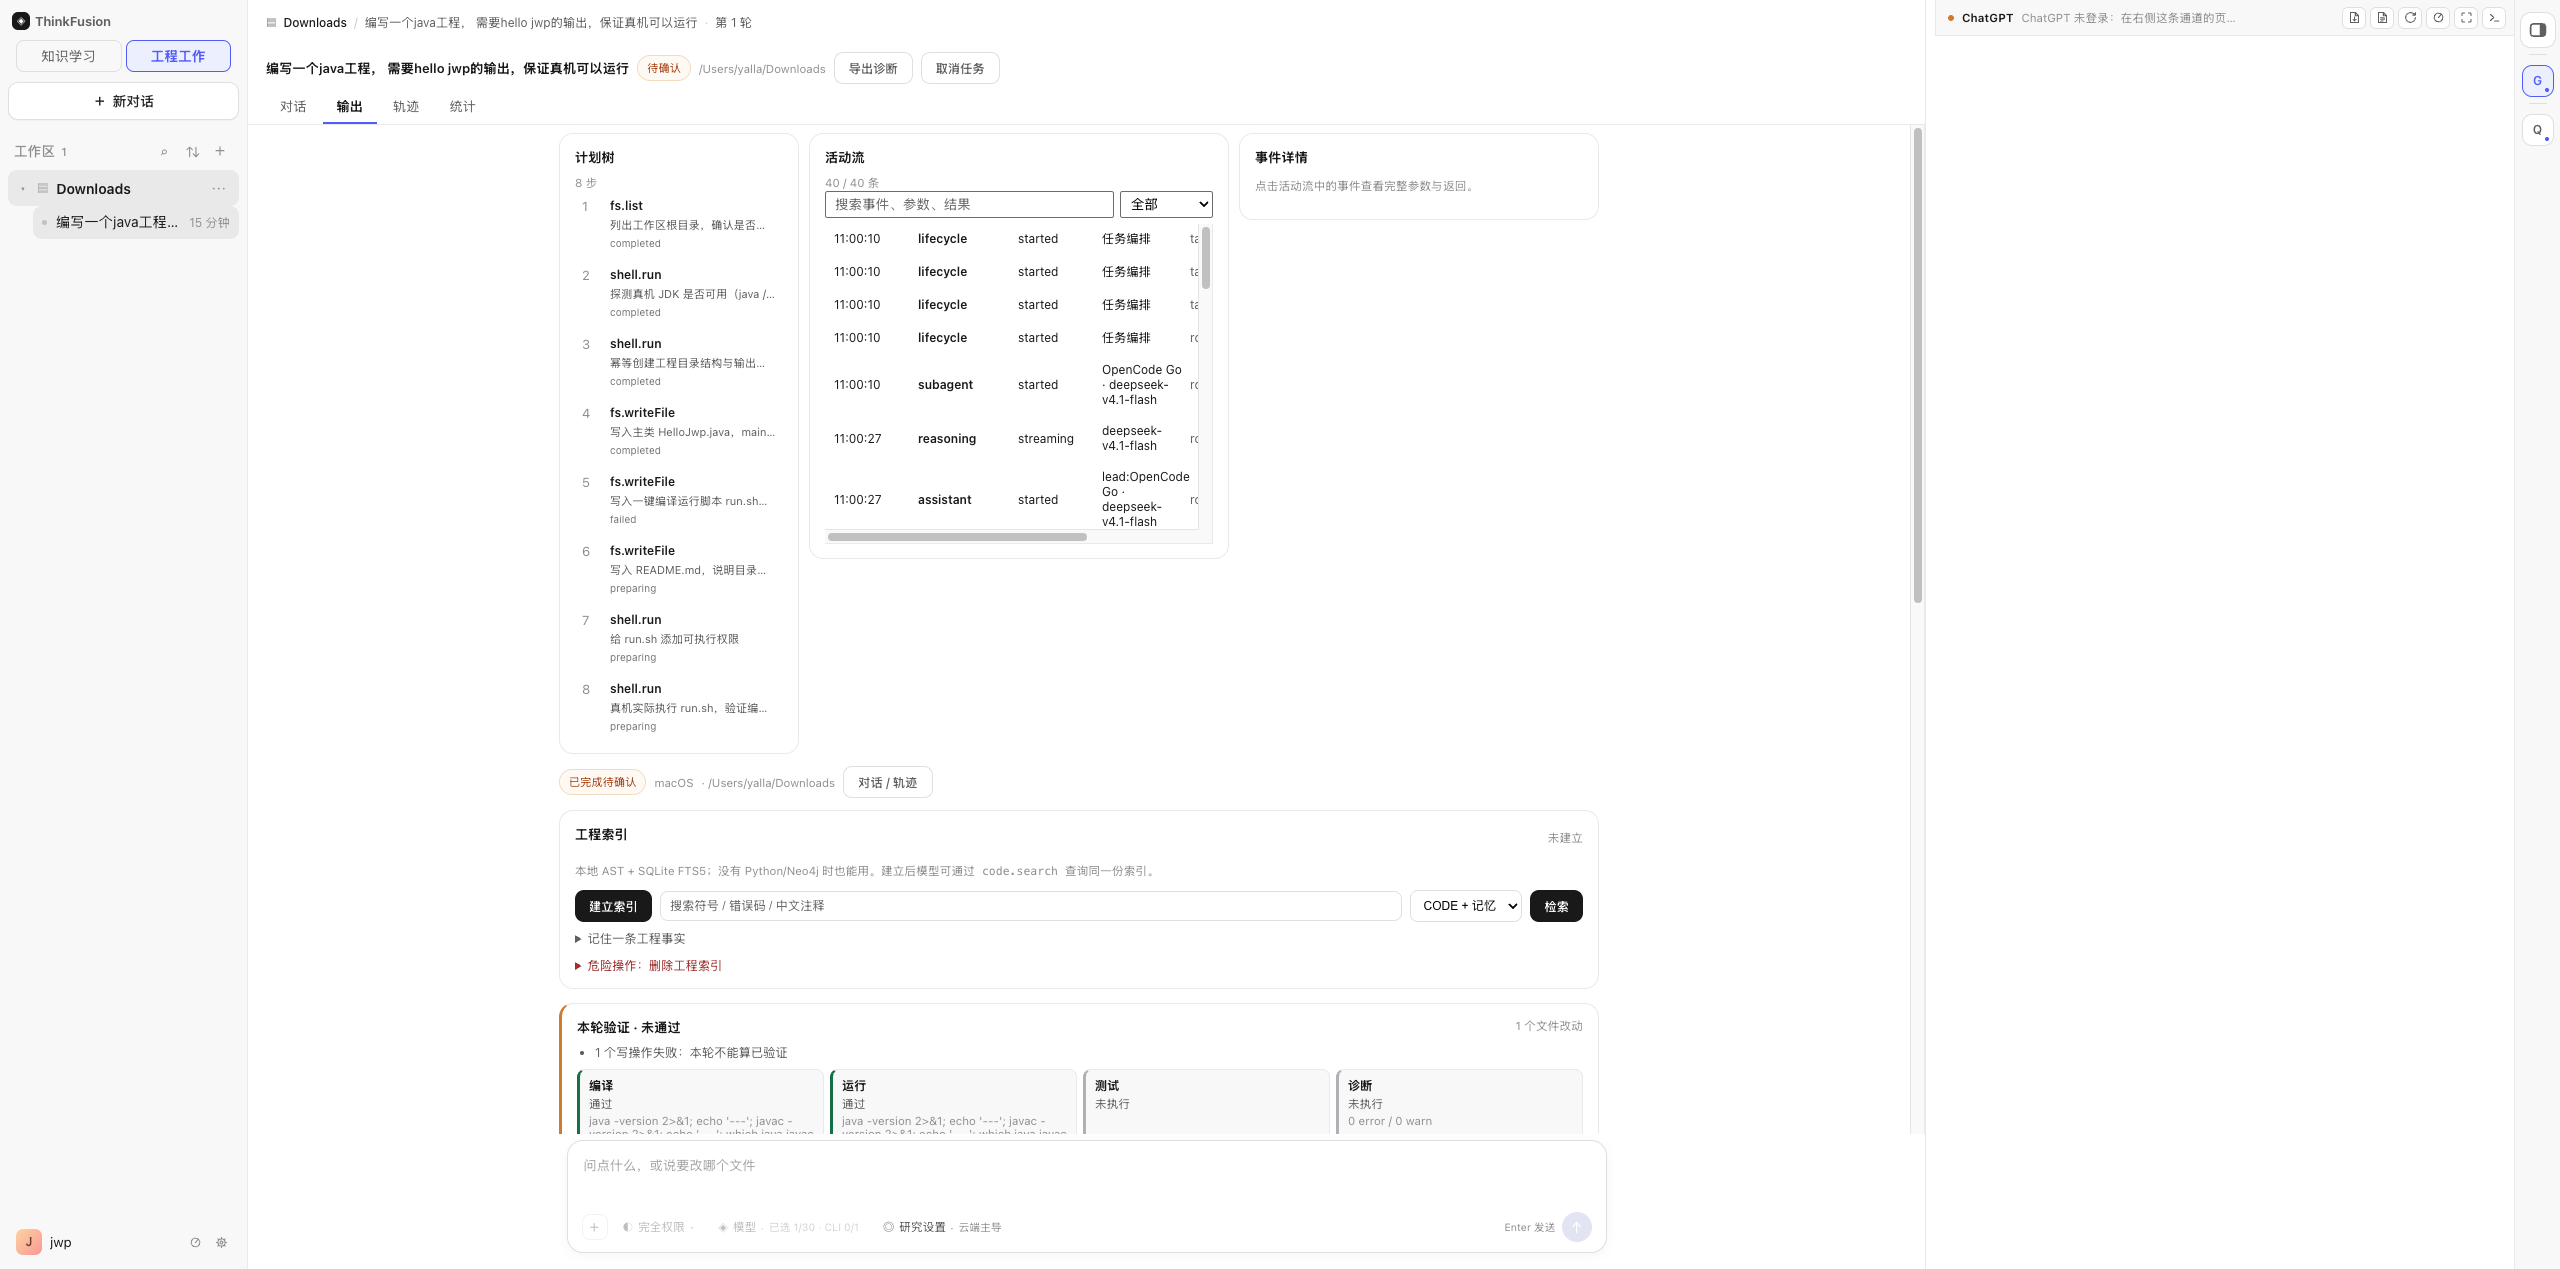 ThinkFusion
知识学习
工程工作
+ 新对话
工作区 1
Downloads
编写一个java工程... 15 分钟
J jwp
Downloads / 编写一个java工程， 需要hello jwp的输出，保证真机可以运行 · 第 1 轮
编写一个java工程， 需要hello jwp的输出，保证真机可以运行 待确认 /Users/yalla/Downloads 导出诊断 取消任务
对话 输出 轨迹 统计
计划树
8 步
1 fs.list
列出工作区根目录，确认是否...
completed
2 shell.run
探测真机 JDK 是否可用（java /...
completed
3 shell.run
幂等创建工程目录结构与输出...
completed
4 fs.writeFile
写入主类 HelloJwp.java，main...
completed
5 fs.writeFile
写入一键编译运行脚本 run.sh...
failed
6 fs.writeFile
写入 README.md，说明目录...
preparing
7 shell.run
给 run.sh 添加可执行权限
preparing
8 shell.run
真机实际执行 run.sh，验证编...
preparing
活动流
40 / 40 条
搜索事件、参数、结果 全部
11:00:10 lifecycle started 任务编排 ta
11:00:10 lifecycle started 任务编排 ta
11:00:10 lifecycle started 任务编排 ta
11:00:10 lifecycle started 任务编排 ro
11:00:10 subagent started OpenCode Go · deepseek-v4.1-flash ro
11:00:27 reasoning streaming deepseek-v4.1-flash ro
11:00:27 assistant started lead:OpenCode Go · deepseek-v4.1-flash ro
事件详情
点击活动流中的事件查看完整参数与返回。
已完成待确认 macOS · /Users/yalla/Downloads 对话 / 轨迹
工程索引 未建立
本地 AST + SQLite FTS5；没有 Python/Neo4j 时也能用。建立后模型可通过 code.search 查询同一份索引。
建立索引 搜索符号 / 错误码 / 中文注释 CODE + 记忆 检索
记住一条工程事实
危险操作：删除工程索引
本轮验证 · 未通过 1 个文件改动
1 个写操作失败：本轮不能算已验证
编译
通过
java -version 2>&1; echo '---'; javac -
version 2>&1; echo '---'; which java javac
运行
通过
java -version 2>&1; echo '---'; javac -
version 2>&1; echo '---'; which java javac
测试
未执行
诊断
未执行
0 error / 0 warn
问点什么，或说要改哪个文件
+ 完全权限 · 模型 · 已选 1/30 · CLI 0/1 研究设置 · 云端主导 Enter 发送
ChatGPT ChatGPT 未登录：在右侧这条通道的页...
G
Q